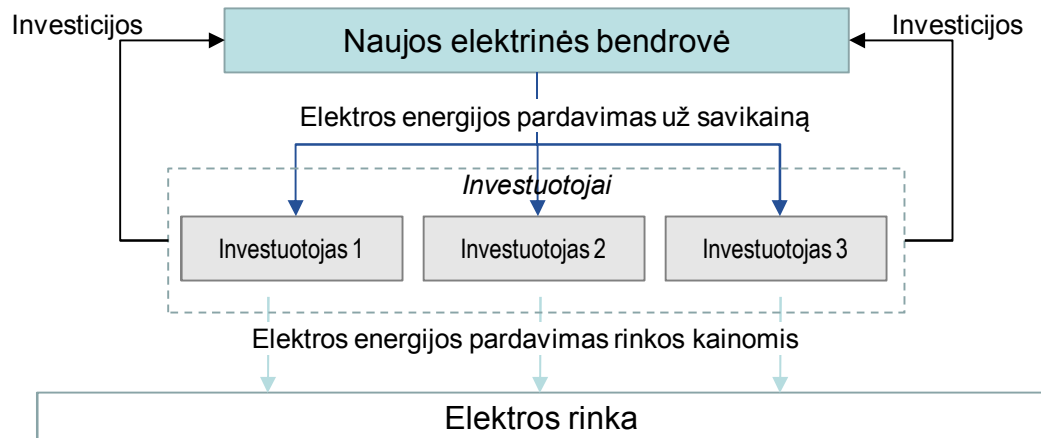 Investicijos
Naujos elektrinės bendrovė
Investicijos
Elektros energijos pardavimas už savikainą
Investuotojai
Investuotojas 1
Investuotojas 2
Investuotojas 3
Elektros energijos pardavimas rinkos kainomis
Elektros rinka